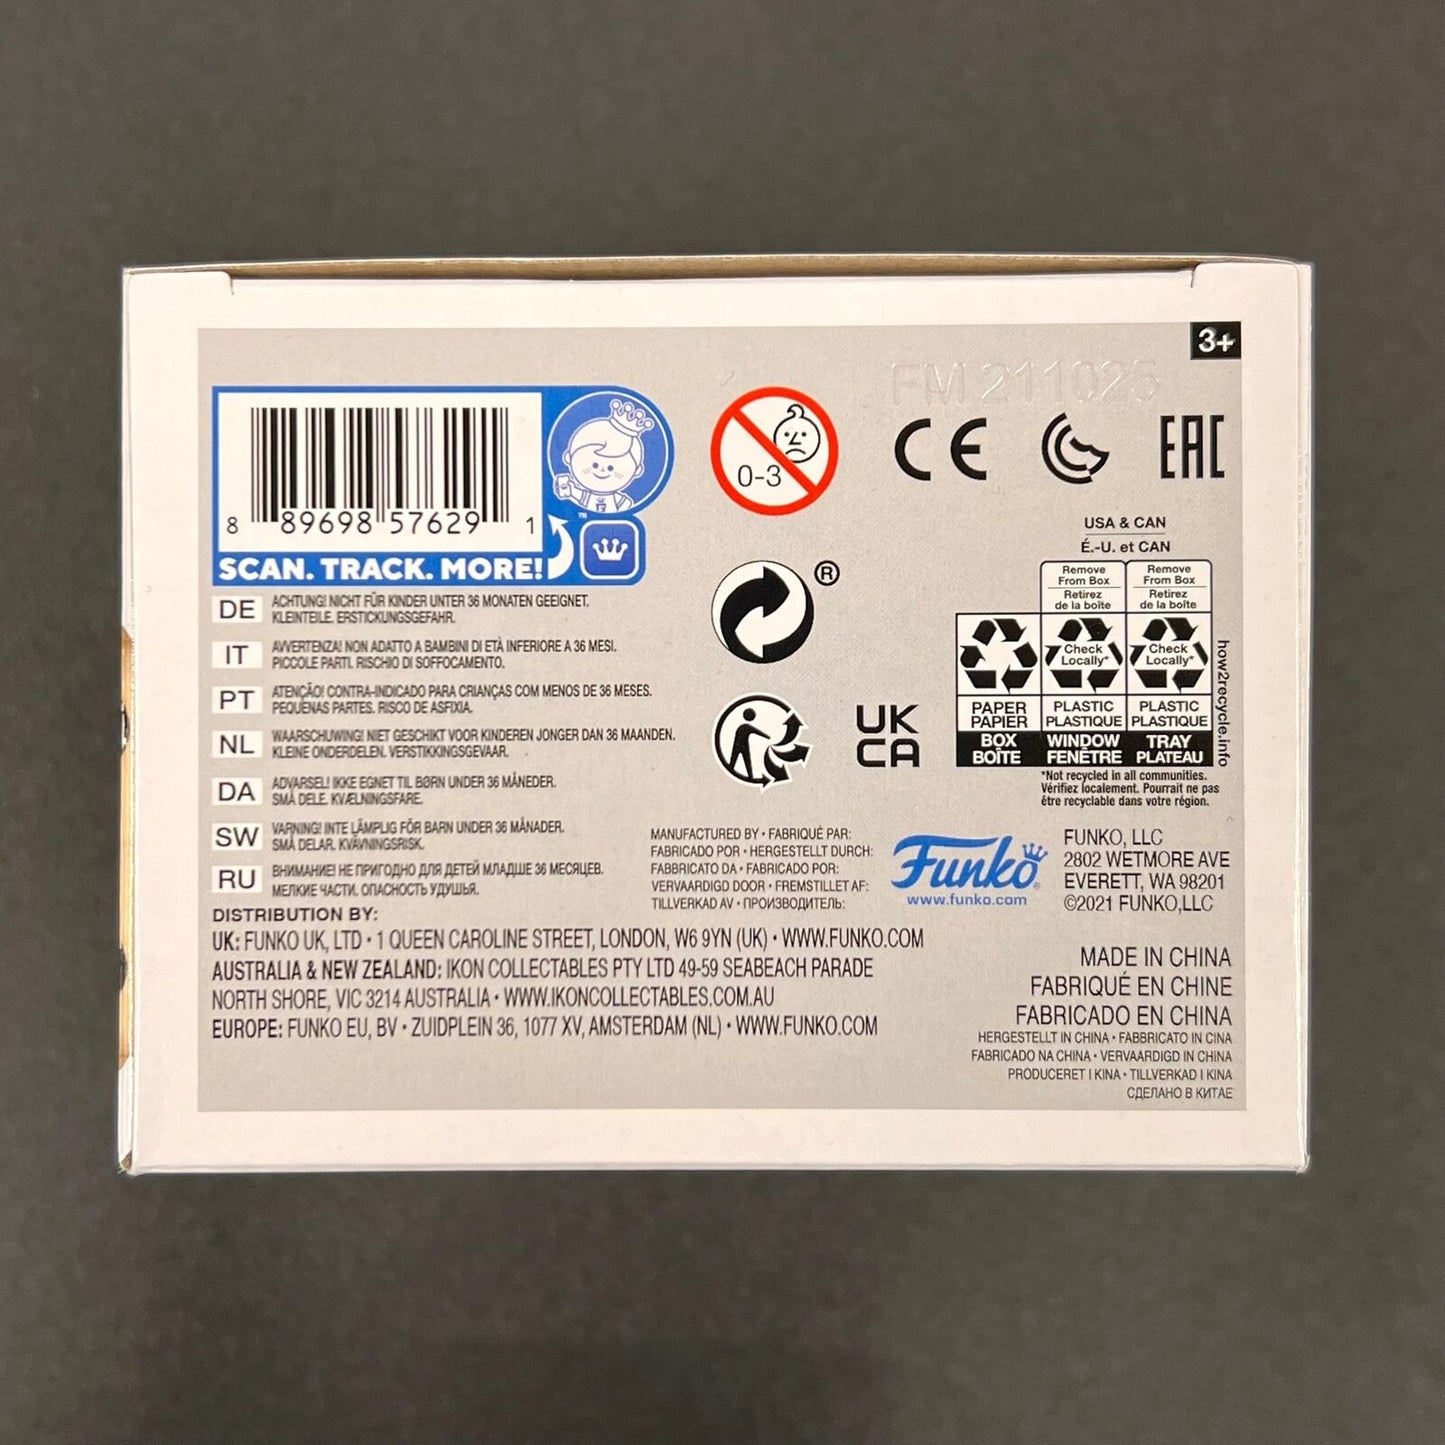 3+
FM 211025
8 89698 57629 1
™
SCAN. TRACK. MORE!
0-3
CE
EAC
®
UK
CA
USA & CAN
É.-U. et CAN
Remove
From Box
Retirez
de la boîte
Remove
From Box
Retirez
de la boîte
Check
Locally*
Check
Locally*
PAPER
PAPIER
BOX
BOÎTE
PLASTIC
PLASTIQUE
WINDOW
FENÊTRE
PLASTIC
PLASTIQUE
TRAY
PLATEAU
how2recycle.info
*Not recycled in all communities.
Vérifiez localement. Pourrait ne pas
être recyclable dans votre région.
DE ACHTUNG! NICHT FÜR KINDER UNTER 36 MONATEN GEEIGNET.
KLEINTEILE. ERSTICKUNGSGEFAHR.
IT AVVERTENZA! NON ADATTO A BAMBINI DI ETÀ INFERIORE A 36 MESI.
PICCOLE PARTI. RISCHIO DI SOFFOCAMENTO.
PT ATENÇÃO! CONTRA-INDICADO PARA CRIANÇAS COM MENOS DE 36 MESES.
PEQUENAS PARTES. RISCO DE ASFIXIA.
NL WAARSCHUWING! NIET GESCHIKT VOOR KINDEREN JONGER DAN 36 MAANDEN.
KLEINE ONDERDELEN. VERSTIKKINGSGEVAAR.
DA ADVARSEL! IKKE EGNET TIL BØRN UNDER 36 MÅNEDER.
SMÅ DELE. KVÆLNINGSFARE.
SW VARNING! INTE LÄMPLIG FÖR BARN UNDER 36 MÅNADER.
SMÅ DELAR. KVÄVNINGSRISK.
RU ВНИМАНИЕ! НЕ ПРИГОДНО ДЛЯ ДЕТЕЙ МЛАДШЕ 36 МЕСЯЦЕВ.
МЕЛКИЕ ЧАСТИ. ОПАСНОСТЬ УДУШЬЯ.
MANUFACTURED BY • FABRIQUÉ PAR:
FABRICADO POR • HERGESTELLT DURCH:
FABBRICATO DA • FABRICADO POR:
VERVAARDIGD DOOR • FREMSTILLET AF:
TILLVERKAD AV • ПРОИЗВОДИТЕЛЬ:
Funko®
www.funko.com
FUNKO, LLC
2802 WETMORE AVE
EVERETT, WA 98201
©2021 FUNKO,LLC
DISTRIBUTION BY:
UK: FUNKO UK, LTD • 1 QUEEN CAROLINE STREET, LONDON, W6 9YN (UK) • WWW.FUNKO.COM
AUSTRALIA & NEW ZEALAND: IKON COLLECTABLES PTY LTD 49-59 SEABEACH PARADE
NORTH SHORE, VIC 3214 AUSTRALIA • WWW.IKONCOLLECTABLES.COM.AU
EUROPE: FUNKO EU, BV • ZUIDPLEIN 36, 1077 XV, AMSTERDAM (NL) • WWW.FUNKO.COM
MADE IN CHINA
FABRIQUÉ EN CHINE
FABRICADO EN CHINA
HERGESTELLT IN CHINA • FABBRICATO IN CINA
FABRICADO NA CHINA • VERVAARDIGD IN CHINA
PRODUCERET I KINA • TILLVERKAD I KINA
СДЕЛАНО В КИТАЕ